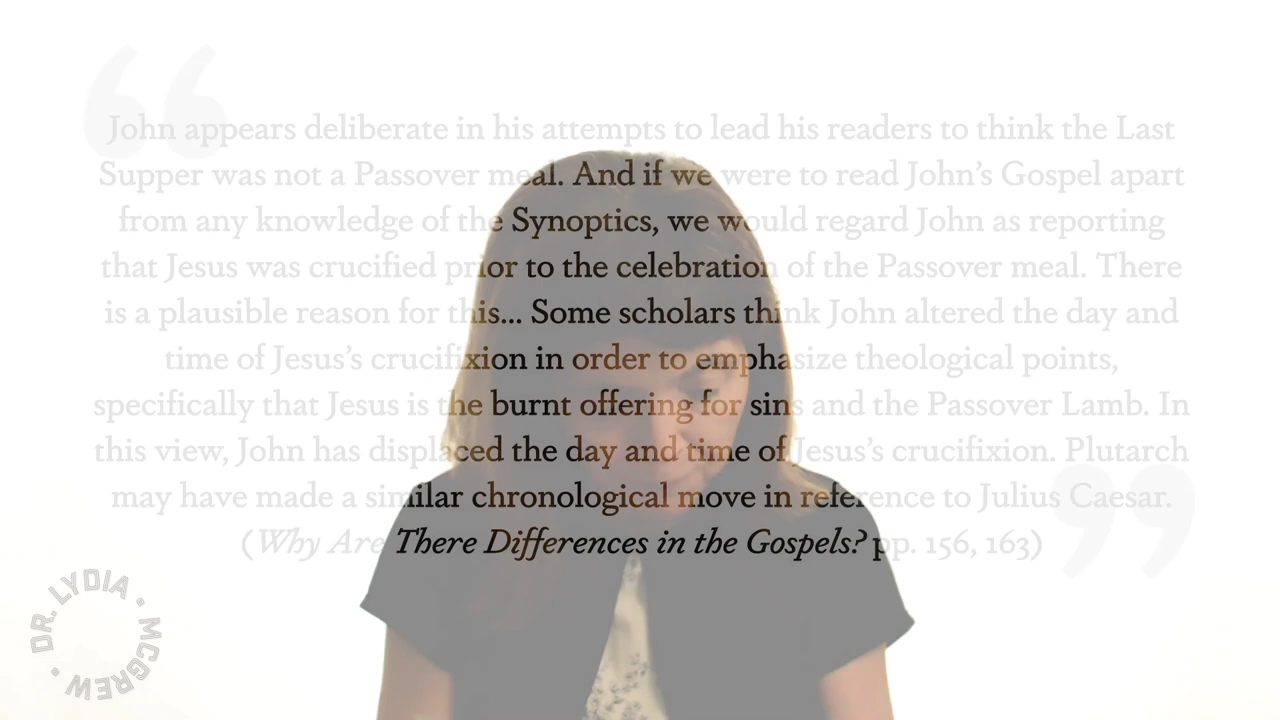 John appears deliberate in his attempts to lead his readers to think the Last
Supper was not a Passover meal. And if we were to read John’s Gospel apart
from any knowledge of the Synoptics, we would regard John as reporting
that Jesus was crucified prior to the celebration of the Passover meal. There
is a plausible reason for this... Some scholars think John altered the day and
time of Jesus’s crucifixion in order to emphasize theological points,
specifically that Jesus is the burnt offering for sins and the Passover Lamb. In
this view, John has displaced the day and time of Jesus’s crucifixion. Plutarch
may have made a similar chronological move in reference to Julius Caesar.
(Why Are There Differences in the Gospels? pp. 156, 163)
DR. LYDIA • MCGREW •